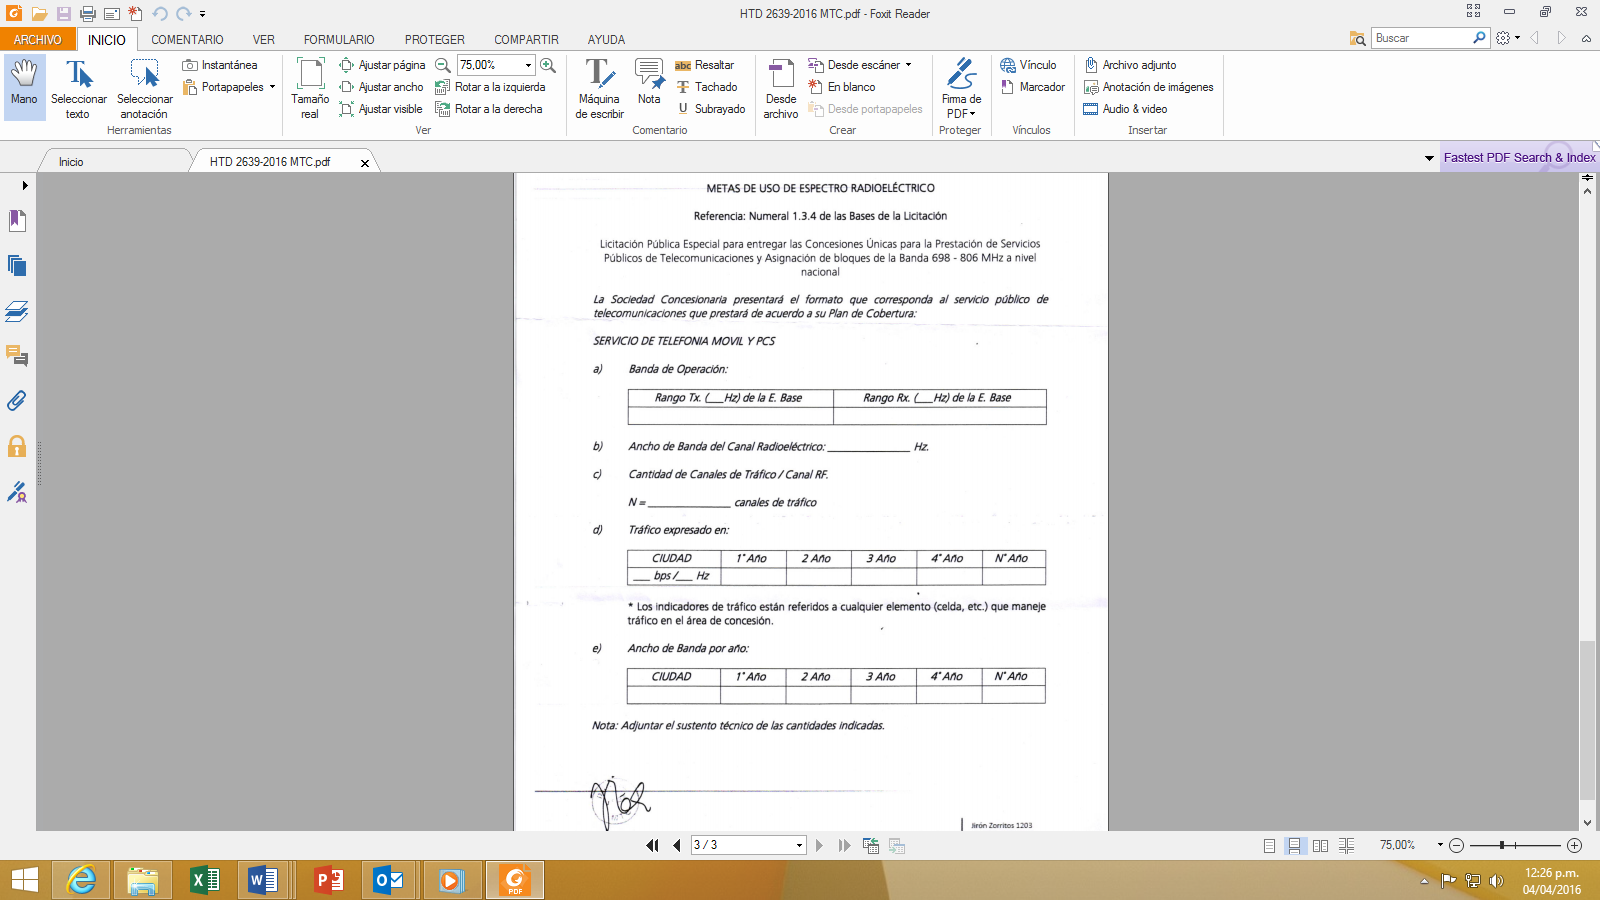 HTD 2639-2016 MTC.pdf - Foxit Reader
ARCHIVO INICIO COMENTARIO VER FORMULARIO PROTEGER COMPARTIR AYUDA
Buscar
Mano
Seleccionar texto
Seleccionar anotación
Instantánea
Portapapeles
Herramientas
Tamaño real
Ajustar página
Ajustar ancho
Ajustar visible
75,00%
Rotar a la izquierda
Rotar a la derecha
Ver
Máquina de escribir
Nota
abc Resaltar
T Tachado
U Subrayado
Comentario
Desde archivo
Desde escáner
En blanco
Desde portapapeles
Crear
Firma de PDF
Proteger
Vínculo
Marcador
Vínculos
Archivo adjunto
Anotación de imágenes
Audio & video
Insertar
Inicio
HTD 2639-2016 MTC.pdf
Fastest PDF Search & Index
METAS DE USO DE ESPECTRO RADIOELÉCTRICO
Referencia: Numeral 1.3.4 de las Bases de la Licitación
Licitación Pública Especial para entregar las Concesiones Únicas para la Prestación de Servicios
Públicos de Telecomunicaciones y Asignación de bloques de la Banda 698 - 806 MHz a nivel
nacional
La Sociedad Concesionaria presentará el formato que corresponda al servicio público de
telecomunicaciones que prestará de acuerdo a su Plan de Cobertura:
SERVICIO DE TELEFONIA MOVIL Y PCS
a) Banda de Operación:
Rango Tx. (___Hz) de la E. Base Rango Rx. (___Hz) de la E. Base
b) Ancho de Banda del Canal Radioeléctrico: ______________ Hz.
c) Cantidad de Canales de Tráfico / Canal RF.
N = ______________ canales de tráfico
d) Tráfico expresado en:
CIUDAD 1° Año 2 Año 3 Año 4° Año N° Año
___ bps /___ Hz
* Los indicadores de tráfico están referidos a cualquier elemento (celda, etc.) que maneje
tráfico en el área de concesión.
e) Ancho de Banda por año:
CIUDAD 1° Año 2 Año 3 Año 4° Año N° Año
Nota: Adjuntar el sustento técnico de las cantidades indicadas.
Jirón Zorritos 1203
3 / 3
75,00%
12:26 p.m.
04/04/2016